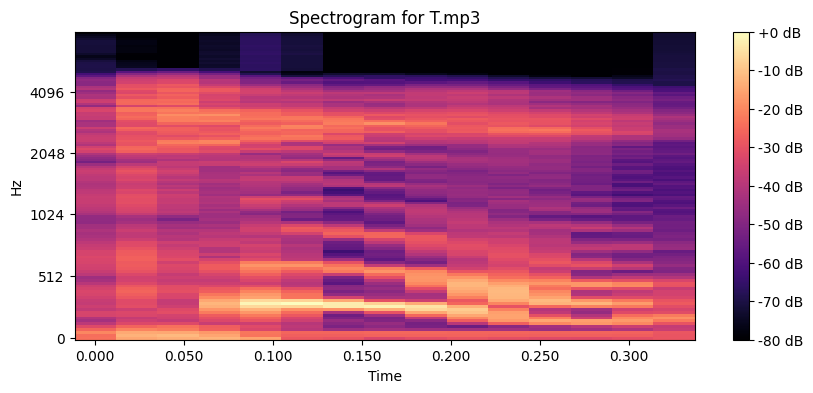 Spectrogram for T.mp3
Hz
4096
2048
1024
512
0
0.000 0.050 0.100 0.150 0.200 0.250 0.300
Time
+0 dB
-10 dB
-20 dB
-30 dB
-40 dB
-50 dB
-60 dB
-70 dB
-80 dB